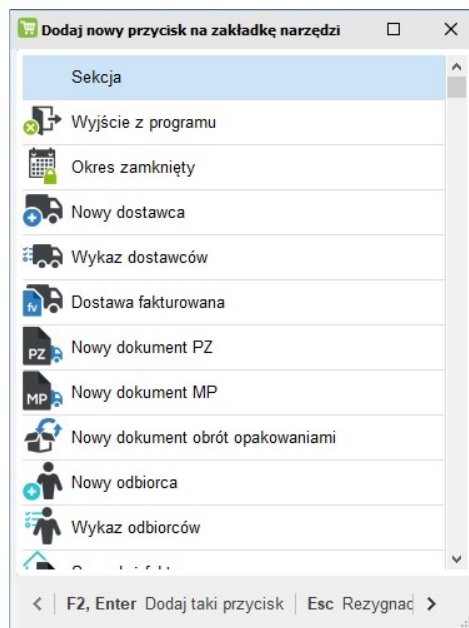 Dodaj nowy przycisk na zakładkę narzędzi
Sekcja
Wyjście z programu
Okres zamknięty
Nowy dostawca
Wykaz dostawców
fv Dostawa fakturowana
PZ Nowy dokument PZ
MP Nowy dokument MP
Nowy dokument obrót opakowaniami
Nowy odbiorca
Wykaz odbiorców
F2, Enter Dodaj taki przycisk Esc Rezygnac